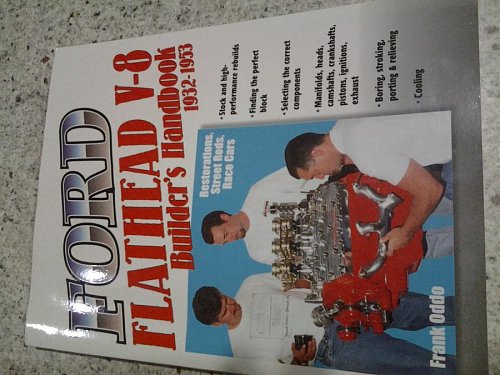 FORD
FLATHEAD V-8
Builder's Handbook
1932-1953
• Stock and high-
performance rebuilds
• Finding the perfect
block
• Selecting the correct
components
• Manifolds, heads,
camshafts, crankshafts,
pistons, ignitions,
exhaust
• Boring, stroking,
porting & relieving
• Cooling
Restorations,
Street Rods,
Race Cars
Frank Oddo